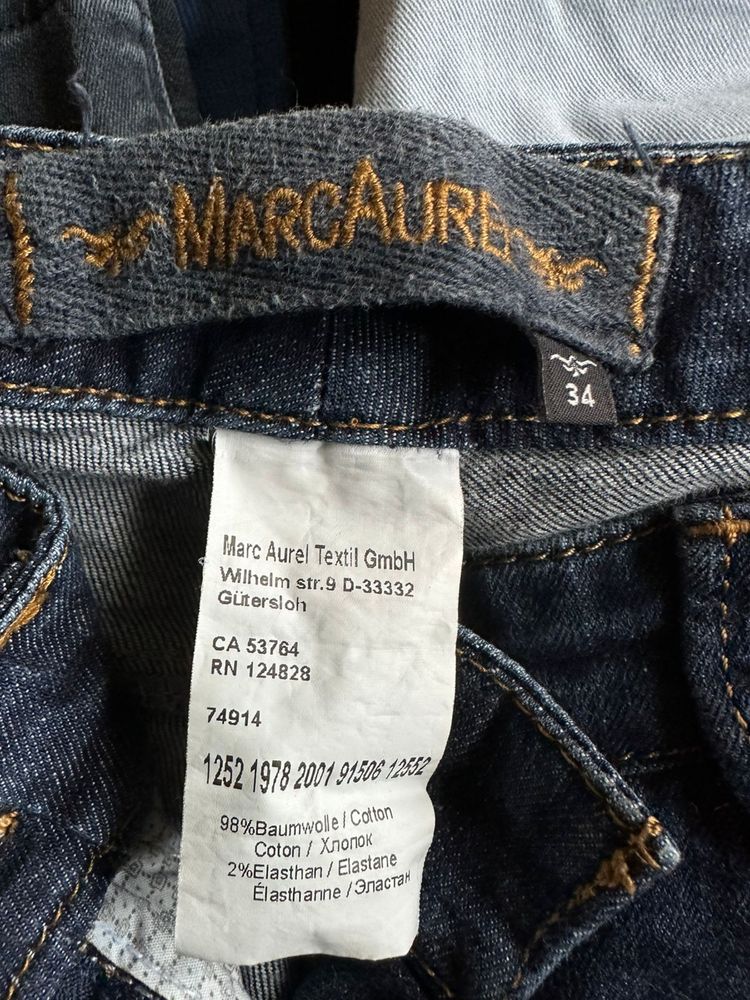 MARCAUREL
34
Marc Aurel Textil GmbH
Wilhelm str.9 D-33332
Gütersloh
CA 53764
RN 124828
74914
1252 1978 2001 91506 12552
98%Baumwolle / Cotton
Coton / Хлопок
2%Elasthan / Elastane
Élasthanne / Эластан